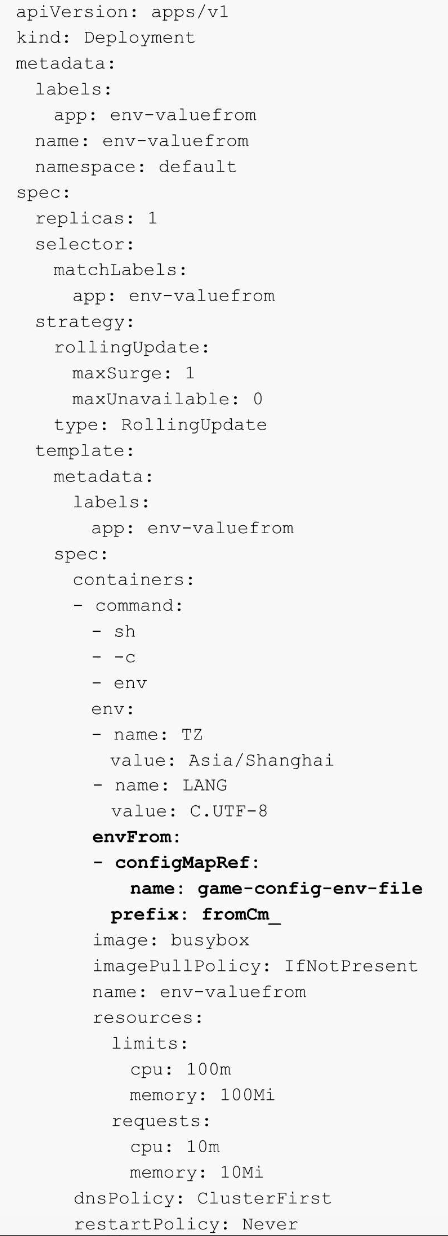 apiVersion: apps/v1
kind: Deployment
metadata:
  labels:
    app: env-valuefrom
  name: env-valuefrom
  namespace: default
spec:
  replicas: 1
  selector:
    matchLabels:
      app: env-valuefrom
  strategy:
    rollingUpdate:
      maxSurge: 1
      maxUnavailable: 0
    type: RollingUpdate
  template:
    metadata:
      labels:
        app: env-valuefrom
    spec:
      containers:
      - command:
        - sh
        - -c
        - env
        env:
        - name: TZ
          value: Asia/Shanghai
        - name: LANG
          value: C.UTF-8
        envFrom:
        - configMapRef:
            name: game-config-env-file
          prefix: fromCm_
        image: busybox
        imagePullPolicy: IfNotPresent
        name: env-valuefrom
        resources:
          limits:
            cpu: 100m
            memory: 100Mi
          requests:
            cpu: 10m
            memory: 10Mi
      dnsPolicy: ClusterFirst
      restartPolicy: Never